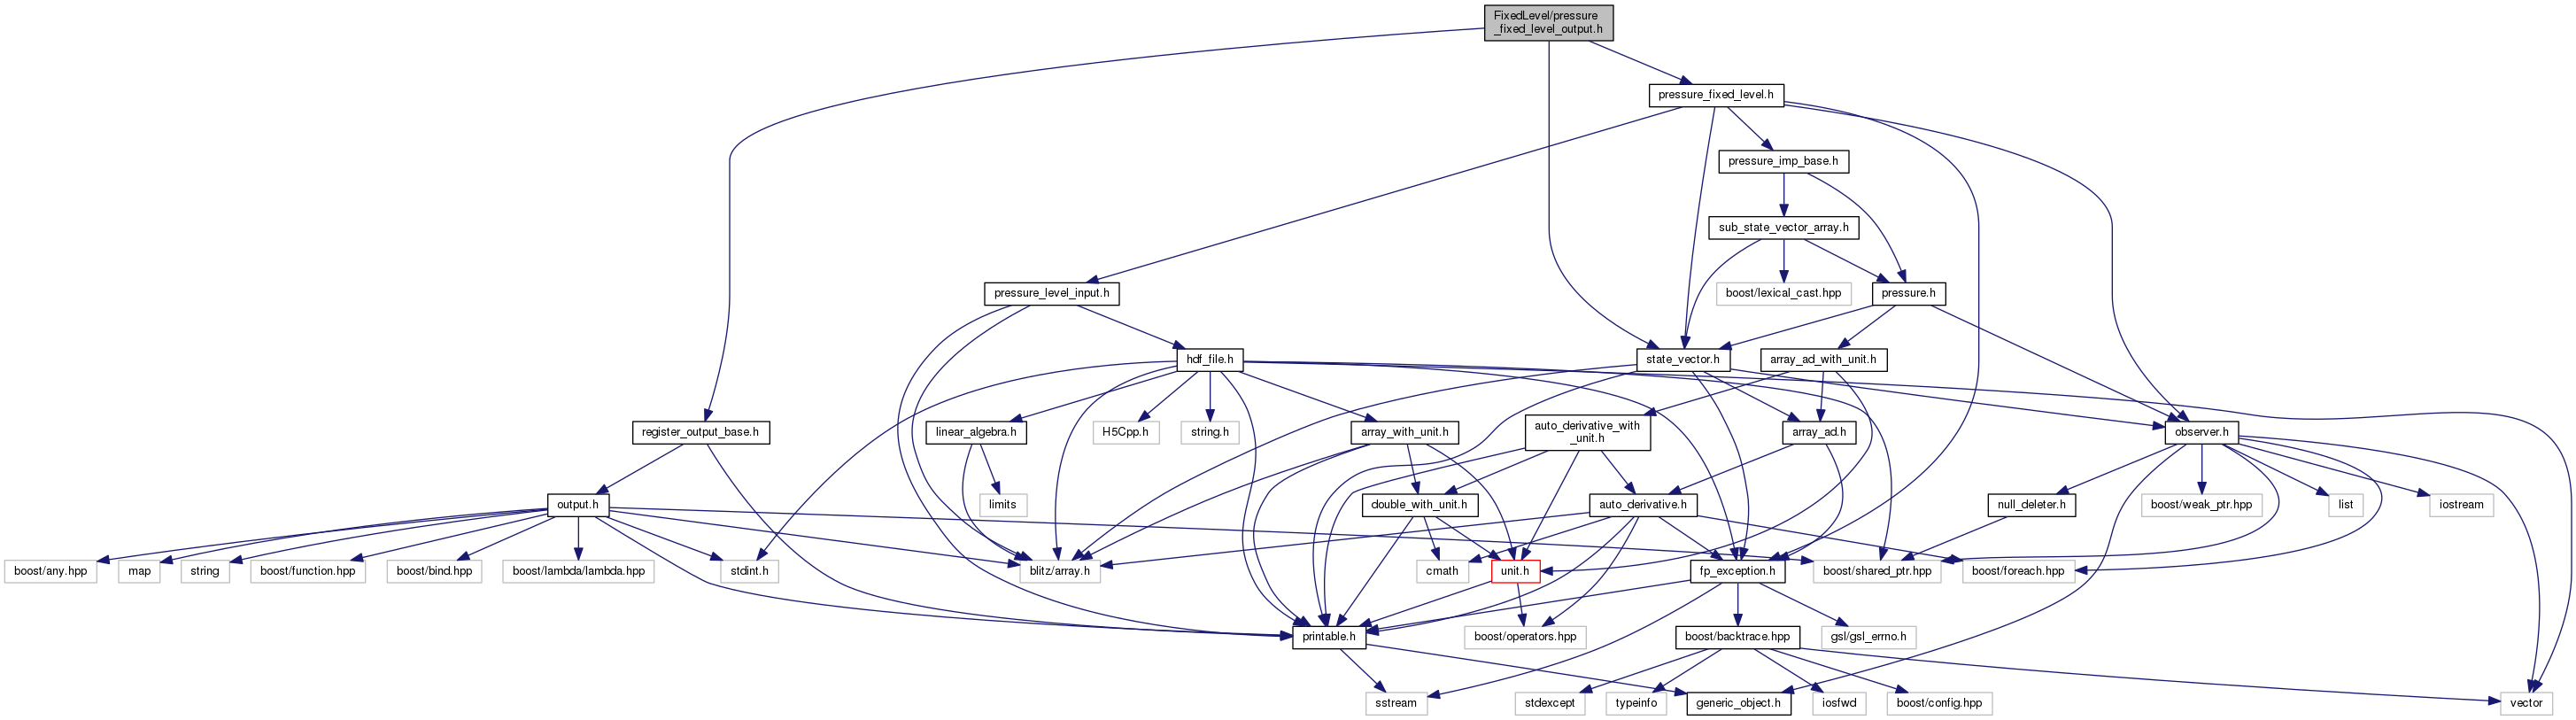 FixedLevel/pressure
_fixed_level_output.h
pressure_fixed_level.h
pressure_imp_base.h
sub_state_vector_array.h
pressure_level_input.h
boost/lexical_cast.hpp
pressure.h
hdf_file.h
state_vector.h
array_ad_with_unit.h
register_output_base.h
linear_algebra.h
H5Cpp.h
string.h
array_with_unit.h
auto_derivative_with
_unit.h
array_ad.h
observer.h
output.h
limits
double_with_unit.h
auto_derivative.h
null_deleter.h
boost/weak_ptr.hpp
list
iostream
boost/any.hpp
map
string
boost/function.hpp
boost/bind.hpp
boost/lambda/lambda.hpp
stdint.h
blitz/array.h
cmath
unit.h
fp_exception.h
boost/shared_ptr.hpp
boost/foreach.hpp
printable.h
boost/operators.hpp
boost/backtrace.hpp
gsl/gsl_errno.h
sstream
stdexcept
typeinfo
generic_object.h
iosfwd
boost/config.hpp
vector